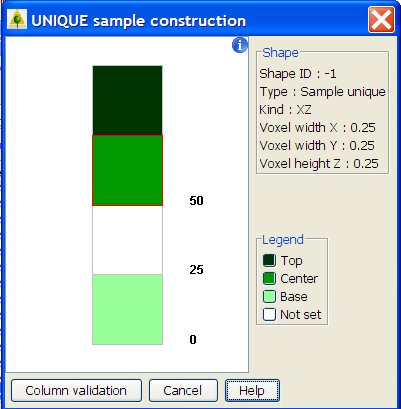 UNIQUE sample construction
i
Shape
Shape ID : -1
Type : Sample unique
Kind : XZ
Voxel width X : 0.25
Voxel width Y : 0.25
Voxel height Z : 0.25
50
25
0
Legend
Top
Center
Base
Not set
Column validation Cancel Help